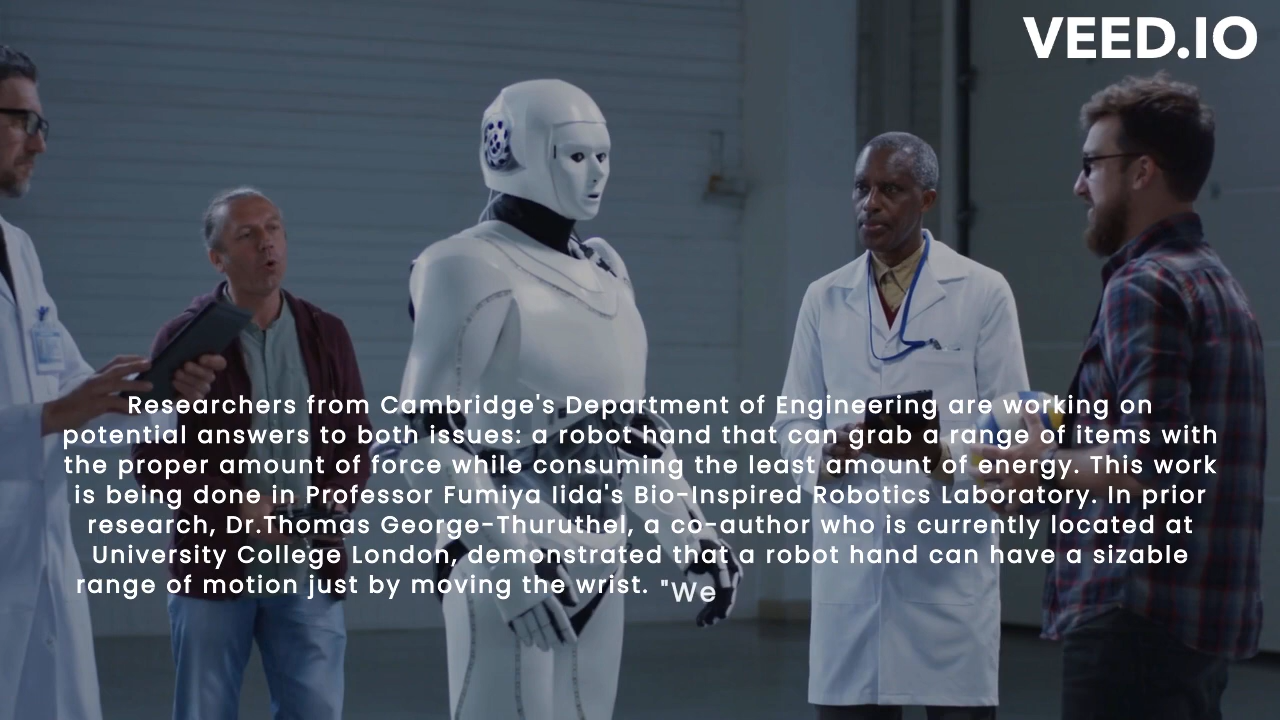 VEED.IO
Researchers from Cambridge's Department of Engineering are working on
potential answers to both issues: a robot hand that can grab a range of items with
the proper amount of force while consuming the least amount of energy. This work
is being done in Professor Fumiya Iida's Bio-Inspired Robotics Laboratory. In prior
research, Dr.Thomas George-Thuruthel, a co-author who is currently located at
University College London, demonstrated that a robot hand can have a sizable
range of motion just by moving the wrist. "We